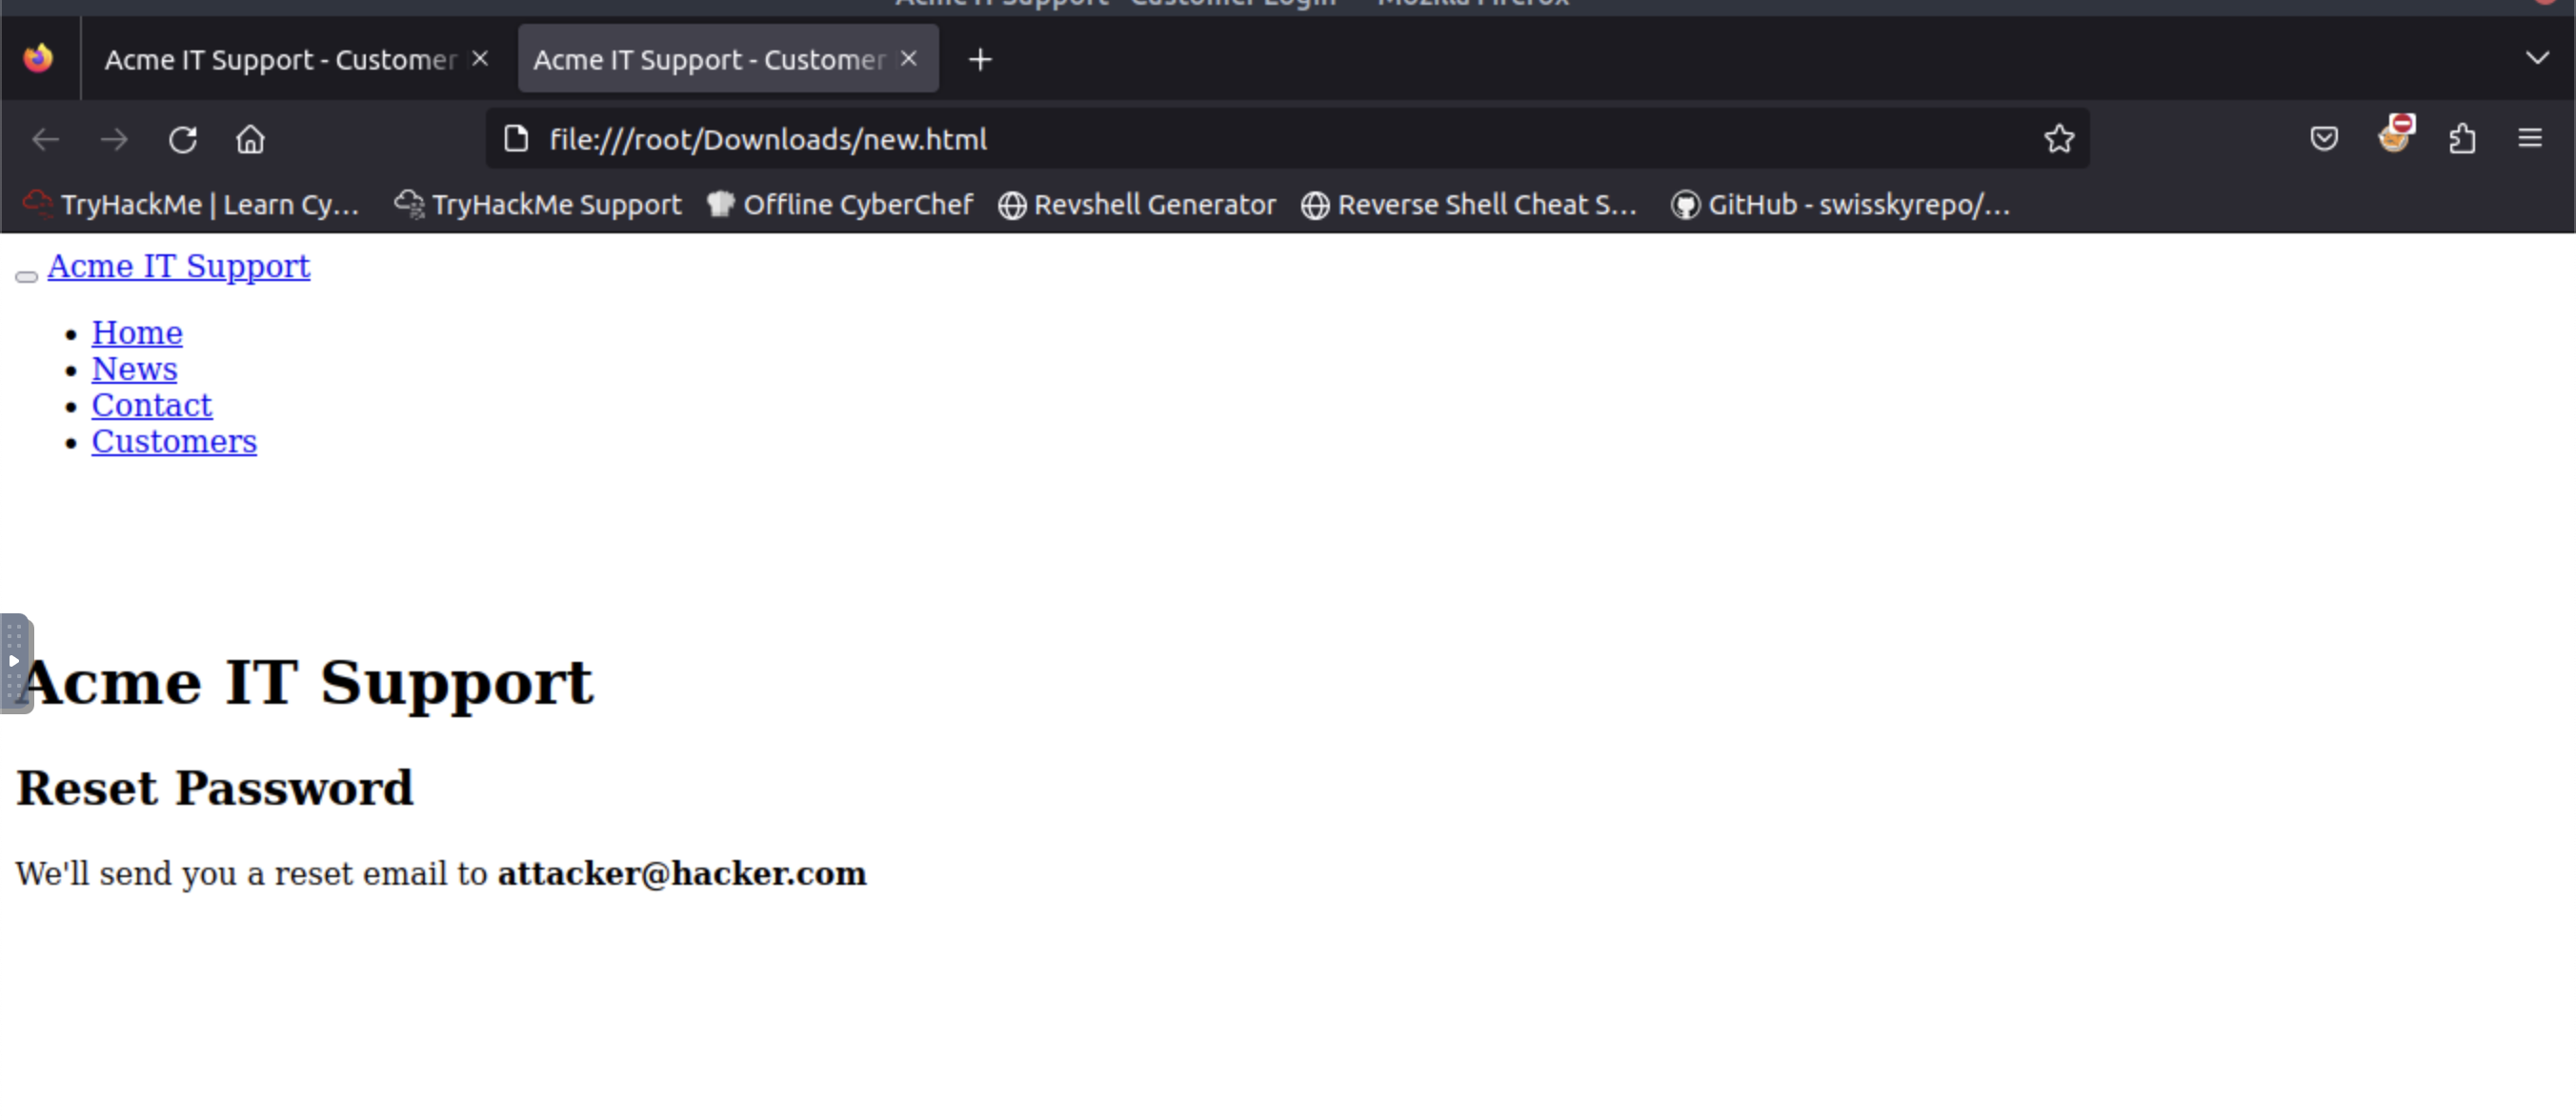 Acme IT Support - Customer Login — Mozilla Firefox
Acme IT Support - Customer
Acme IT Support - Customer
file:///root/Downloads/new.html
TryHackMe | Learn Cy… TryHackMe Support Offline CyberChef Revshell Generator Reverse Shell Cheat S… GitHub - swisskyrepo/…
Acme IT Support
Home
News
Contact
Customers
Acme IT Support
Reset Password
We'll send you a reset email to attacker@hacker.com